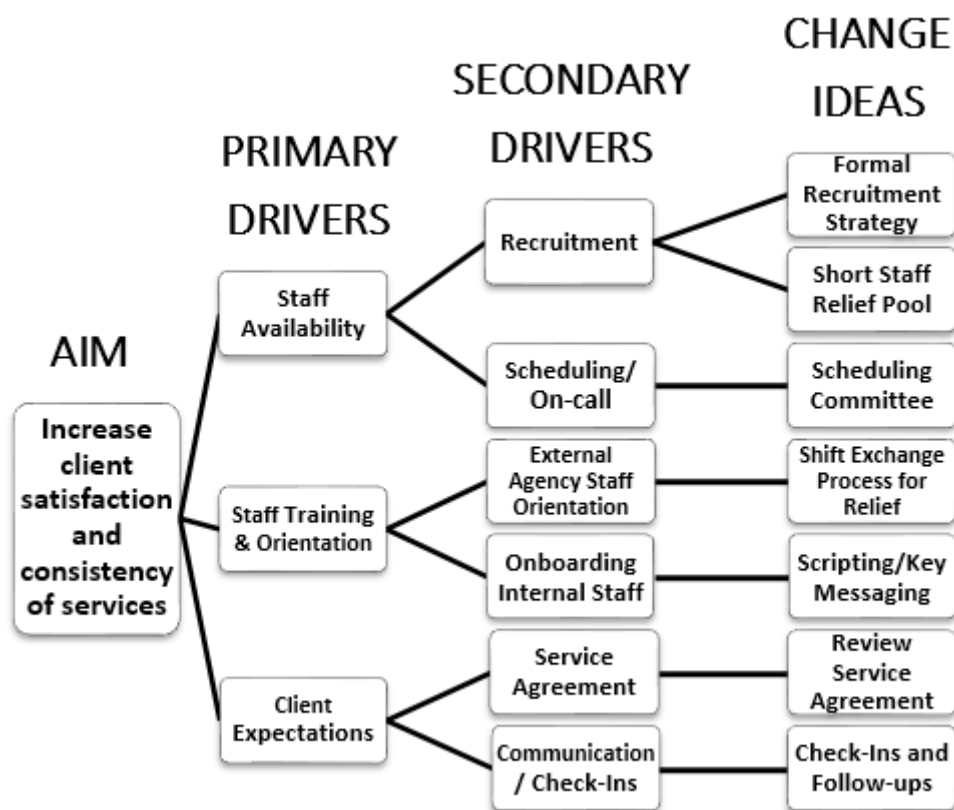 AIM
Increase
client
satisfaction
and
consistency
of services
PRIMARY
DRIVERS
Staff
Availability
Staff Training
& Orientation
Client
Expectations
SECONDARY
DRIVERS
Recruitment
Scheduling/
On-call
External
Agency Staff
Orientation
Onboarding
Internal Staff
Service
Agreement
Communication
/ Check-Ins
CHANGE
IDEAS
Formal
Recruitment
Strategy
Short Staff
Relief Pool
Scheduling
Committee
Shift Exchange
Process for
Relief
Scripting/Key
Messaging
Review
Service
Agreement
Check-Ins and
Follow-ups